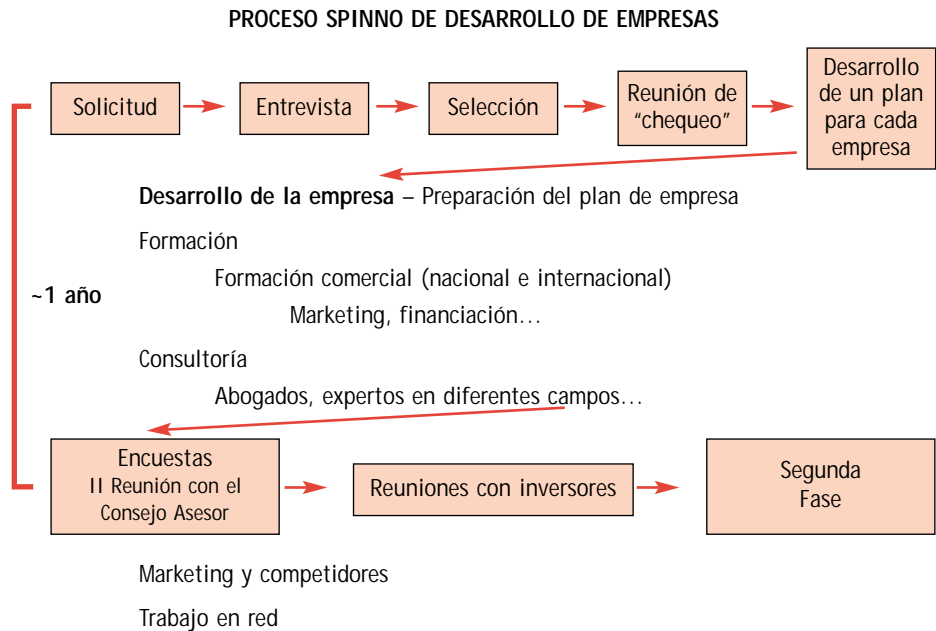 PROCESO SPINNO DE DESARROLLO DE EMPRESAS
Solicitud
Entrevista
Selección
Reunión de
“chequeo”
Desarrollo
de un plan
para cada
empresa
Desarrollo de la empresa – Preparación del plan de empresa
Formación
Formación comercial (nacional e internacional)
Marketing, financiación…
~1 año
Consultoría
Abogados, expertos en diferentes campos…
Encuestas
II Reunión con el
Consejo Asesor
Reuniones con inversores
Segunda
Fase
Marketing y competidores
Trabajo en red